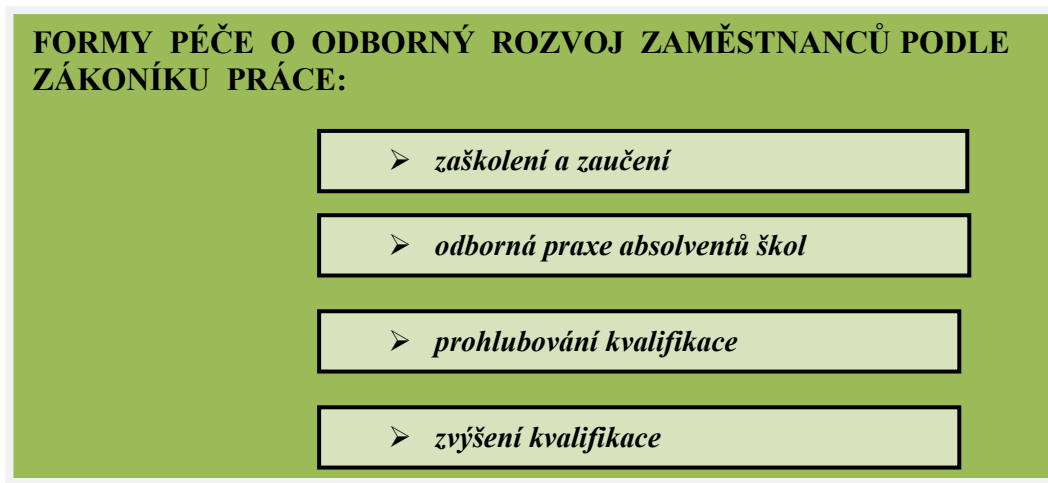 FORMY PÉČE O ODBORNÝ ROZVOJ ZAMĚSTNANCŮ PODLE
ZÁKONÍKU PRÁCE:
➢ zaškolení a zaučení
➢ odborná praxe absolventů škol
➢ prohlubování kvalifikace
➢ zvýšení kvalifikace